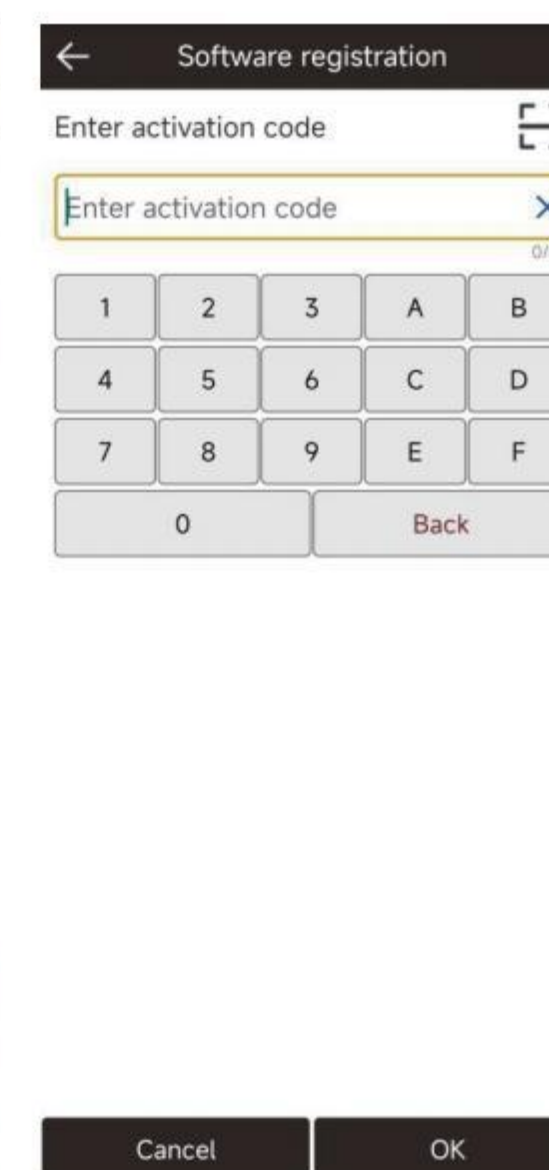 Software registration
Enter activation code
Enter activation code
0/
1 2 3 A B
4 5 6 C D
7 8 9 E F
0 Back
Cancel OK